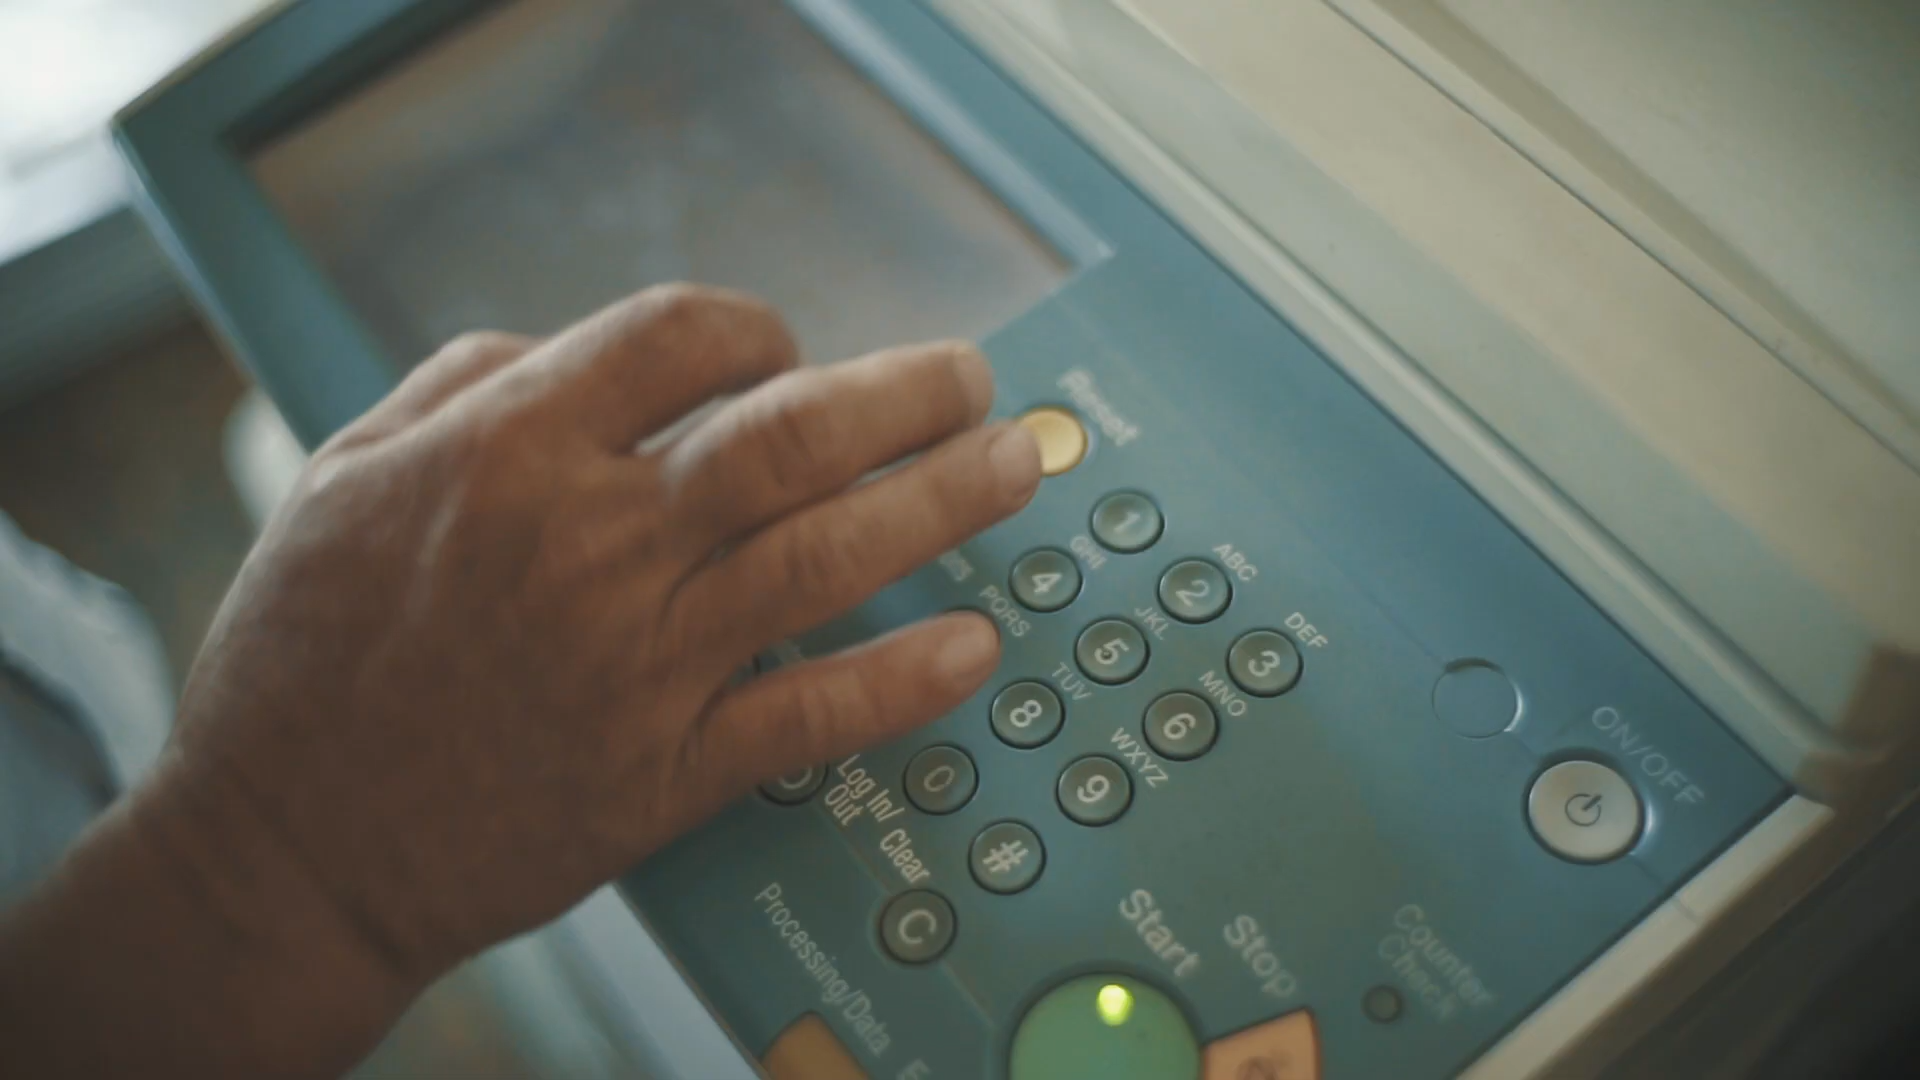 Reset
1
GHI
4
ABC
2
PQRS
JKL
5
DEF
3
TUV
8
MNO
6
0
WXYZ
9
#
Log In/
Out
Clear
C
ON/OFF
Start
Stop
Counter
Check
Processing/Data